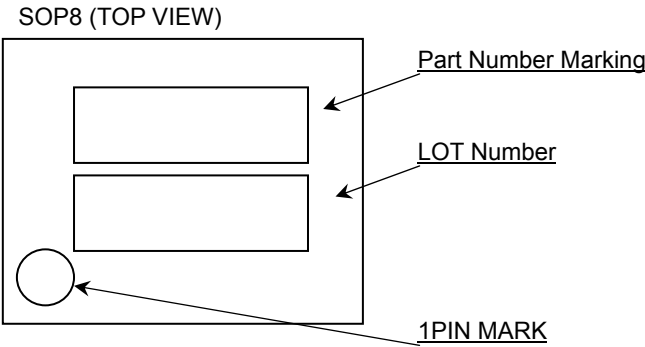 SOP8 (TOP VIEW)
Part Number Marking
LOT Number
1PIN MARK